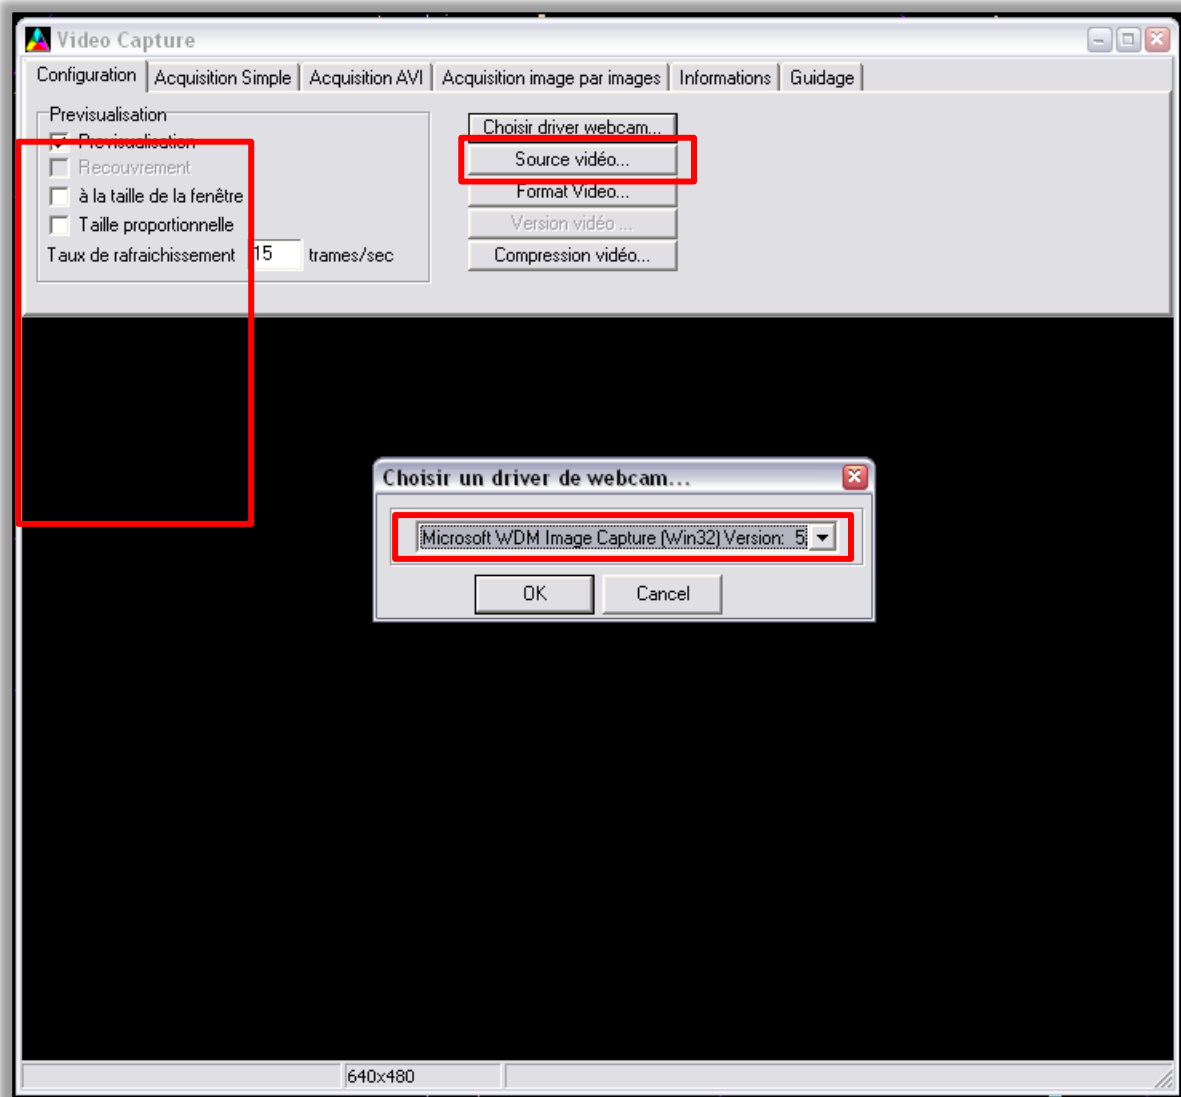 Video Capture
Configuration Acquisition Simple Acquisition AVI Acquisition image par images Informations Guidage
Previsualisation
Previsualisation
Recouvrement
à la taille de la fenêtre
Taille proportionnelle
Taux de rafraichissement 15 trames/sec
Choisir driver webcam...
Source vidéo...
Format Video...
Version vidéo ...
Compression vidéo...
Choisir un driver de webcam...
Microsoft WDM Image Capture (Win32) Version: 5
OK Cancel
640x480